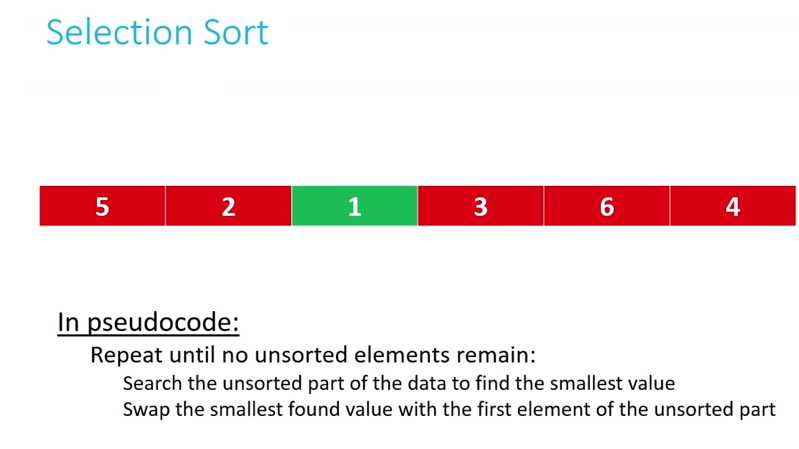 Selection Sort
5 2 1 3 6 4
In pseudocode:
Repeat until no unsorted elements remain:
Search the unsorted part of the data to find the smallest value
Swap the smallest found value with the first element of the unsorted part